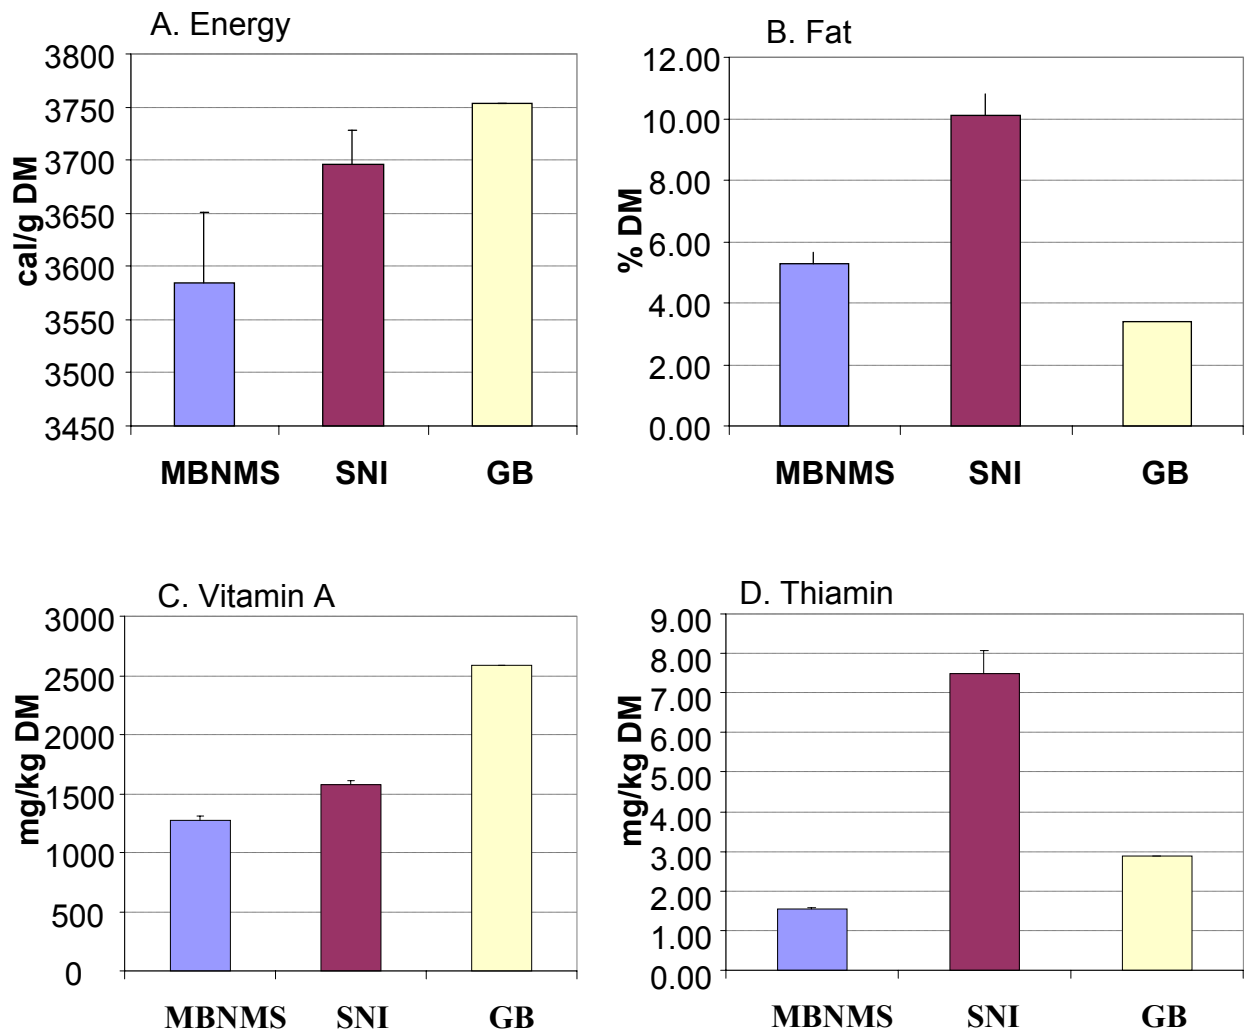 A. Energy
3800
3750
3700
3650
3600
3550
3500
3450
cal/g DM
MBNMS SNI GB
B. Fat
12.00
10.00
8.00
6.00
4.00
2.00
0.00
% DM
MBNMS SNI GB
C. Vitamin A
3000
2500
2000
1500
1000
500
0
mg/kg DM
MBNMS SNI GB
D. Thiamin
9.00
8.00
7.00
6.00
5.00
4.00
3.00
2.00
1.00
0.00
mg/kg DM
MBNMS SNI GB